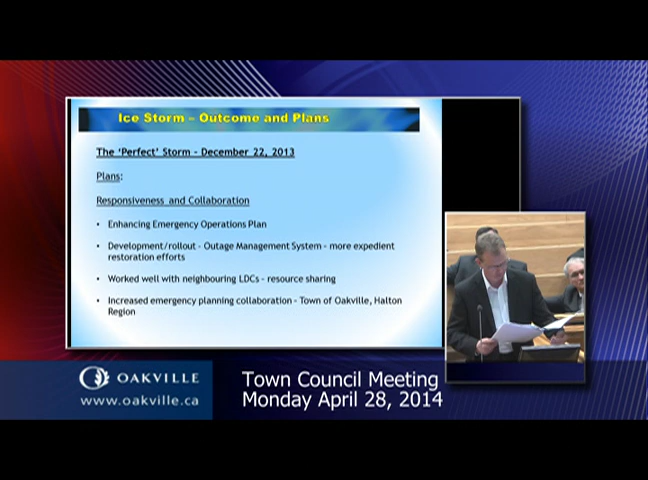 Ice Storm – Outcome and Plans
The 'Perfect' Storm - December 22, 2013
Plans:
Responsiveness and Collaboration
• Enhancing Emergency Operations Plan
• Development/rollout - Outage Management System - more expedient
restoration efforts
• Worked well with neighbouring LDCs - resource sharing
• Increased emergency planning collaboration - Town of Oakville, Halton
Region
OAKVILLE
www.oakville.ca
Town Council Meeting
Monday April 28, 2014